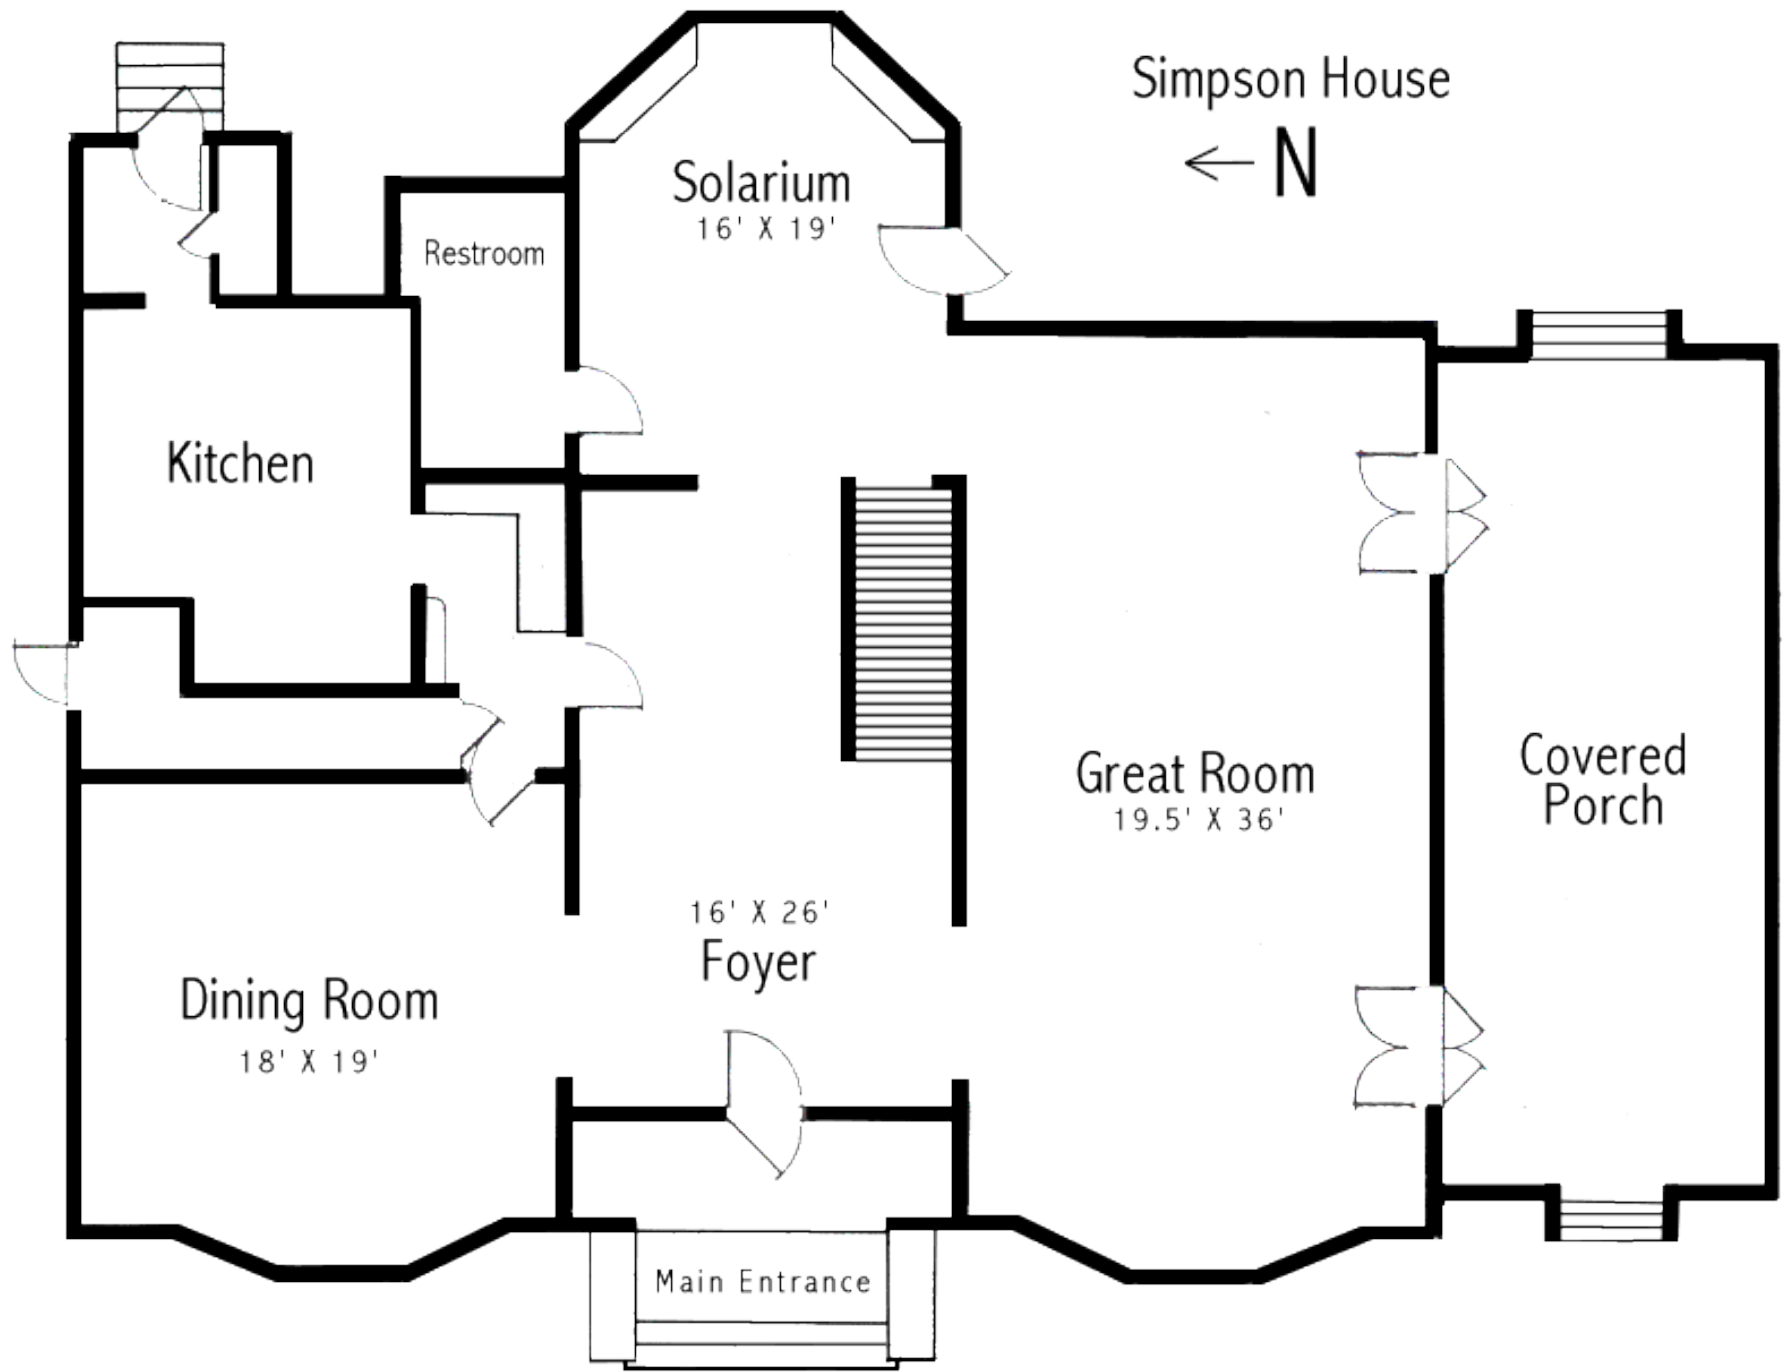 Simpson House
N
Solarium
16' X 19'
Restroom
Kitchen
Great Room
19.5' X 36'
Covered
Porch
16' X 26'
Foyer
Dining Room
18' X 19'
Main Entrance